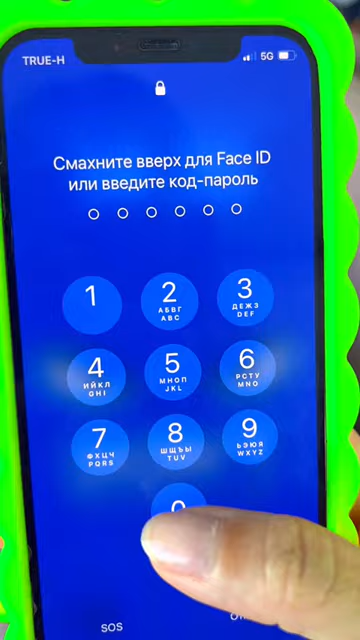 TRUE-H 5G
Смахните вверх для Face ID
или введите код-пароль
1 2 3
АБВГ ДЕЖЗ
ABC DEF
4 5 6
ИЙКЛ МНОП РСТУ
GHI JKL MNO
7 8 9
ФХЦЧ ШЩЪЫ ЬЭЮЯ
PQRS TUV WXYZ
SOS